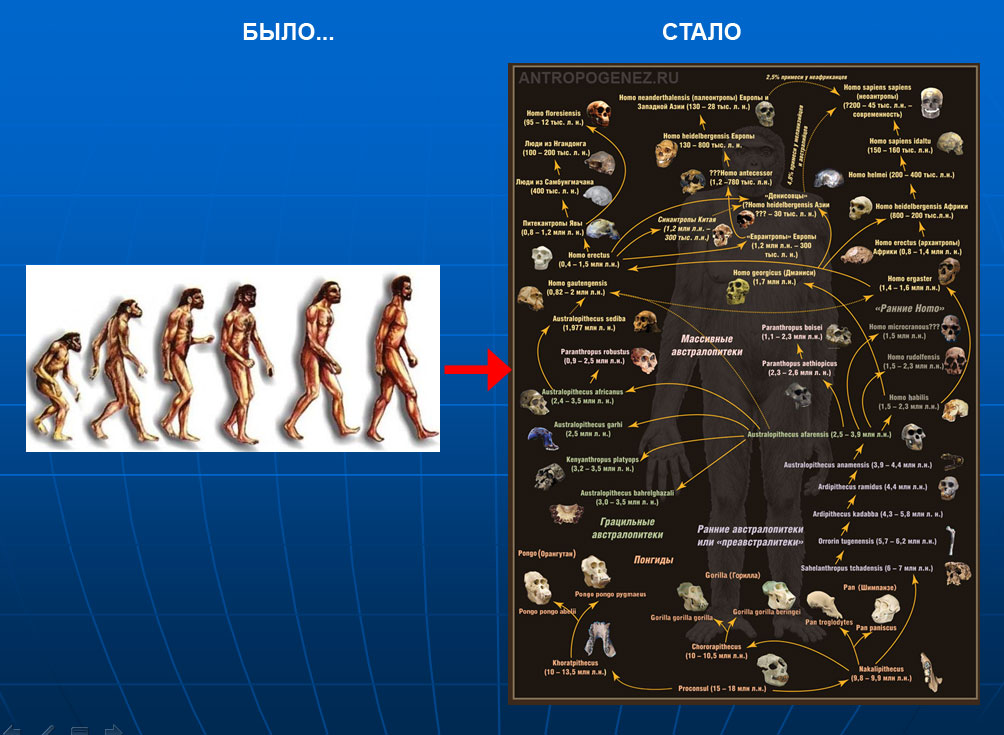 БЫЛО...
СТАЛО
ANTROPOGENEZ.RU
2,5% примеси у неафриканцев
Homo neanderthalensis (палеонтропы) Европы и
Западной Азии (130 – 28 тыс. л. н.)
Homo sapiens sapiens
(неоантропы)
(?200 – 45 тыс. л.н. –
современность)
Homo floresiensis
(95 – 12 тыс. л. н.)
4,8% примеси у меланезийцев
и австралийцев
Homo heidelbergensis Европы
130 – 800 тыс. л. н.
Homo sapiens idaltu
(150 – 160 тыс. л.н.)
Люди из Нгандонга
(100 – 200 тыс. л. н.)
???Homo antecessor
(1,2 –780 тыс. л.н.)
Homo helmei (200 – 400 тыс. л.н.)
Люди из Самбунгмачана
(400 тыс. л.н.)
«Денисовцы»
(?Homo heidelbergensis Азии
??? – 30 тыс. л.н.)
Homo heidelbergensis Африки
(800 – 200 тыс.л.н.)
Питекантропы Явы
(0,8 – 1,2 млн л. н.)
Синантропы Китая
(1,2 млн л.н. –
300 тыс. л.н.)
«Еврантропы» Европы
(1,2 млн л.н. – 300
тыс. л.н.)
Homo erectus (архантропы)
Африки (0,8 – 1,4 млн л. н.)
Homo erectus
(0,4 – 1,5 млн л.н.)
Homo georgicus (Дманиси)
(1,7 млн л.н.)
Homo ergaster
(1,4 – 1,6 млн л.н.)
Homo gautengensis
(0,82 – 2 млн л.н.)
«Ранние Homo»
Australopithecus sediba
(1,977 млн л.н.)
Paranthropus boisei
(1,1 – 2,3 млн л. н.)
Homo microcranous???
(1,5 млн л.н.)
Массивные
австралопитеки
Paranthropus robustus
(0,9 – 2,5 млн л.н.)
Paranthopus aethiopicus
(2,3 – 2,6 млн л. н.)
Homo rudolfensis
(1,5 – 2,3 млн л.н.)
Australopithecus africanus
(2,4 – 3,5 млн л. н.)
Homo habilis
(1,5 – 2,3 млн л.н.)
Australopithecus garhi
(2,5 млн л.н.)
Australopithecus afarensis (2,5 – 3,9 млн л.н.)
Kenyanthropus platyops
(3,2 – 3,5 млн л.н.)
Australopithecus anamensis (3,9 – 4,4 млн л.н.)
Ardipithecus ramidus (4,4 млн л.н.)
Australopithecus bahrelghazali
(3,0 – 3,5 млн л.н.)
Ardipithecus kadabba (4,3 – 5,8 млн л. н.)
Грацильные
австралопитеки
Ранние австралопитеки
или «преавстралитеки»
Orrorin tugenensis (5,7 – 6,2 млн л.н.)
Pongo (Орангутан)
Понгиды
Sahelanthropus tchadensis (6 – 7 млн л.н.)
Gorilla (Горилла)
Pan (Шимпанзе)
Pongo pongo pygmaeus
Pongo pongo abelii
Gorilla gorilla gorilla
Gorilla gorilla beringei
Pan troglodytes
Pan paniscus
Chororapithecus
(10 – 10,5 млн л.н.)
Khoratpithecus
(10 – 13,5 млн л.н.)
Nakalipithecus
(9,8 – 9,9 млн л.н.)
Proconsul (15 – 18 млн л.н.)